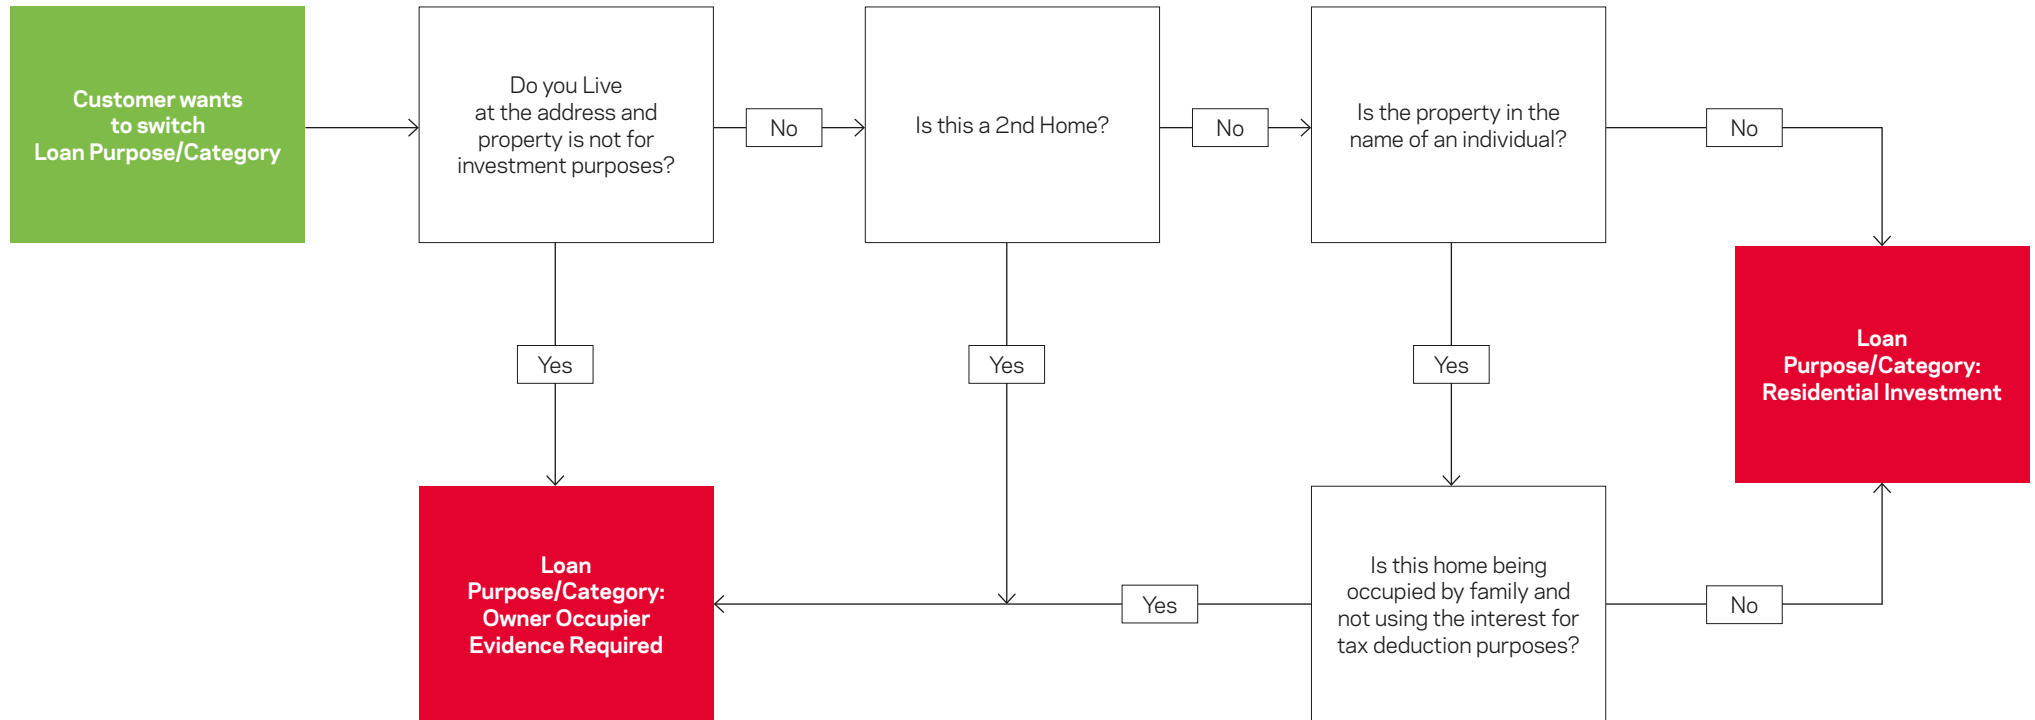 Customer wants
to switch
Loan Purpose/Category
Do you Live
at the address and
property is not for
investment purposes?
No
Is this a 2nd Home?
No
Is the property in the
name of an individual?
No
Yes
Yes
Yes
Loan
Purpose/Category:
Residential Investment
Loan
Purpose/Category:
Owner Occupier
Evidence Required
Yes
Is this home being
occupied by family and
not using the interest for
tax deduction purposes?
No